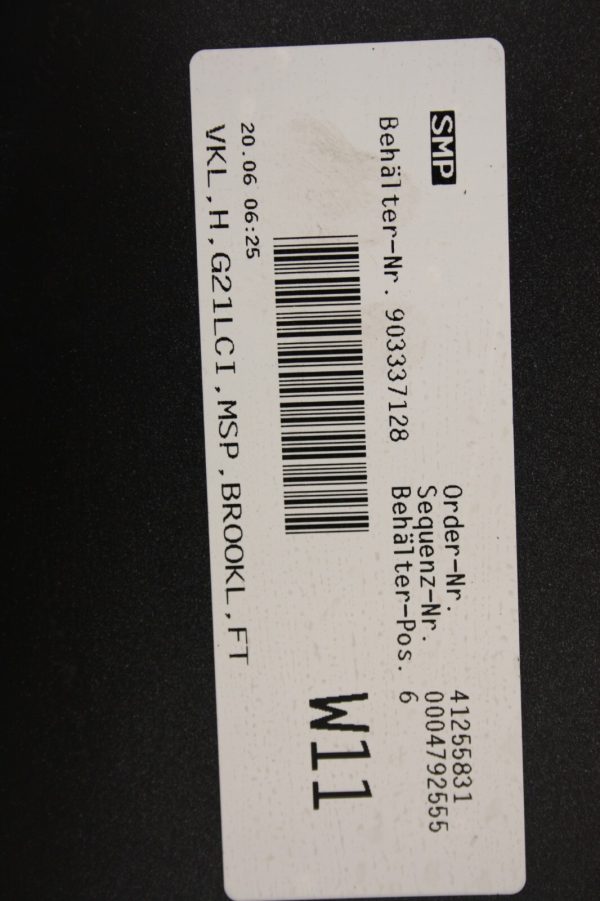 SMP
Order-Nr. 41255831
Sequenz-Nr. 0004792555
Behälter-Nr. 903337128 Behälter-Pos. 6
W11
20.06 06:25
VKL,H,G21LCI,MSP,BROOKL,FT